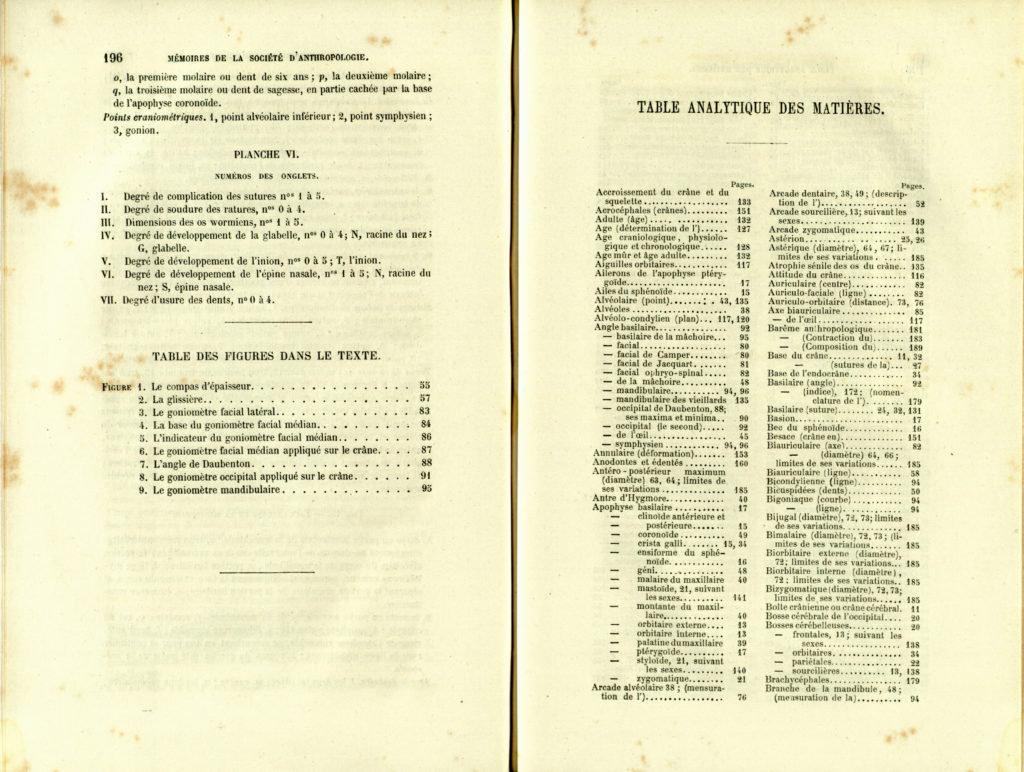 196 MÉMOIRES DE LA SOCIÉTÉ D'ANTHROPOLOGIE.
o, la première molaire ou dent de six ans ; p, la deuxième molaire ;
q, la troisième molaire ou dent de sagesse, en partie cachée par la base
de l'apophyse coronoïde.
Points craniométriques. 1, point alvéolaire inférieur ; 2, point symphysien ;
3, gonion.
PLANCHE VI.
NUMÉROS DES ONGLETS.
I. Degré de complication des sutures nos 1 à 5.
II. Degré de soudure des ratures, nos 0 à 4.
III. Dimensions des os wormiens, nos 1 à 5.
IV. Degré de développement de la glabelle, nos 0 à 4 ; N, racine du nez ;
G, glabelle.
V. Degré de développement de l'inion, nos 0 à 5 ; T, l'inion.
VI. Degré de développement de l'épine nasale, nos 1 à 5 ; N, racine du
nez ; S, épine nasale.
VII. Degré d'usure des dents, no 0 à 4.
TABLE DES FIGURES DANS LE TEXTE.
FIGURE 1. Le compas d'épaisseur. . . . . . . . . . . . . . . . 55
2. La glissière. . . . . . . . . . . . . . . . . . . . 57
3. Le goniomètre facial latéral. . . . . . . . . . . . . . 83
4. La base du goniomètre facial médian. . . . . . . . . . 84
5. L'indicateur du goniomètre facial médian. . . . . . . . 86
6. Le goniomètre facial médian appliqué sur le crâne. . . . 87
7. L'angle de Daubenton. . . . . . . . . . . . . . . . . 88
8. Le goniomètre occipital appliqué sur le crâne. . . . . . 91
9. Le goniomètre mandibulaire. . . . . . . . . . . . . . 95
TABLE ANALYTIQUE DES MATIÈRES.
Pages.
Accroissement du crâne et du
squelette.................. 133
Acrocéphales (crânes)......... 151
Adulte (âge)................. 132
Age (détermination de l')...... 127
Age craniologique, physiolo-
gique et chronologique....... 128
Age mûr et âge adulte......... 132
Aiguilles orbitaires........... 117
Ailerons de l'apophyse ptéry-
goïde...................... 17
Ailes du sphénoïde........... 15
Alvéolaire (point)....... 43, 135
Alvéoles.................... 38
Alvéolo-condylien (plan)... 117, 120
Angle basilaire.............. 92
— basilaire de la mâchoire... 95
— facial................... 80
— facial de Camper......... 80
— facial de Jacquart........ 81
— facial ophryo-spinal...... 82
— de la mâchoire.......... 48
— mandibulaire.......... 94, 96
— mandibulaire des vieillards 135
— occipital de Daubenton, 88;
ses maxima et minima.. 90
— occipital (le second)...... 92
— de l'œil................. 45
— symphysien........... 94, 96
Annulaire (déformation)....... 153
Anodontes et édentés......... 160
Antéro-postérieur maximum
(diamètre) 63, 64; limites de
ses variations.............. 185
Antre d'Hygmore............. 40
Apophyse basilaire........... 17
— clinoïde antérieure et
postérieure....... 15
— coronoïde......... 49
— crista galli....... 15, 34
— ensiforme du sphé-
noïde............ 16
— géni.............. 48
— malaire du maxillaire 40
— mastoïde, 21, suivant
les sexes.......... 141
— montante du maxil-
laire............. 40
— orbitaire externe.... 13
— orbitaire interne.... 13
— palatine du maxillaire 39
— ptérygoïde......... 17
— styloïde, 21, suivant
les sexes......... 140
— zygomatique....... 21
Arcade alvéolaire 38 ; (mensura-
tion de l')................. 76
Pages.
Arcade dentaire, 38, 49 ; (descrip-
tion de l')................. 52
Arcade sourcilière, 13; suivant les
sexes...................... 139
Arcade zygomatique.......... 43
Astérion.................. 25, 26
Astérique (diamètre), 64, 67; li-
mites de ses variations...... 185
Atrophie sénile des os du crâne.. 135
Attitude du crâne............. 116
Auriculaire (centre).......... 82
Auriculo-faciale (ligne)....... 82
Auriculo-orbitaire (distance). 73, 76
Axe biauriculaire............. 85
— de l'œil................. 117
Barême anthropologique....... 181
— (Contraction du)...... 183
— (Composition du)..... 189
Base du crâne............. 11, 32
— (sutures de la)... 27
Base de l'endocrâne.......... 34
Basilaire (angle)............. 92
— (indice), 172; (nomen-
clature de l')....... 179
Basilaire (suture)........ 24, 32, 131
Basion..................... 17
Bec du sphénoïde............ 16
Besace (crâne en)............ 151
Biauriculaire (axe)........... 82
— (diamètre) 64, 66;
limites de ses variations...... 185
Biauriculaire (ligne).......... 58
Bicondylienne (ligne)......... 94
Bicuspidées (dents).......... 50
Bigoniaque (courbe).......... 94
— (ligne)........... 94
Bijugal (diamètre), 72, 73; limites
de ses variations............ 185
Bimalaire (diamètre), 72, 73 ; (li-
mites de ses variations....... 185
Biorbitaire externe (diamètre),
72; limites de ses variations... 185
Biorbitaire interne (diamètre),
72 ; limites de ses variations.. 185
Bizygomatique (diamètre), 72, 73;
limites de ses variations...... 185
Boîte crânienne ou crâne cérébral. 11
Bosse cérébrale de l'occipital.... 20
Bosses cérébelleuses.......... 20
— frontales, 13; suivant les
sexes................ 138
— orbitaires............ 34
— pariétales............ 22
— sourcilières....... 13, 138
Brachycéphales.............. 179
Branche de la mandibule, 48 ;
(measuration de la).......... 94